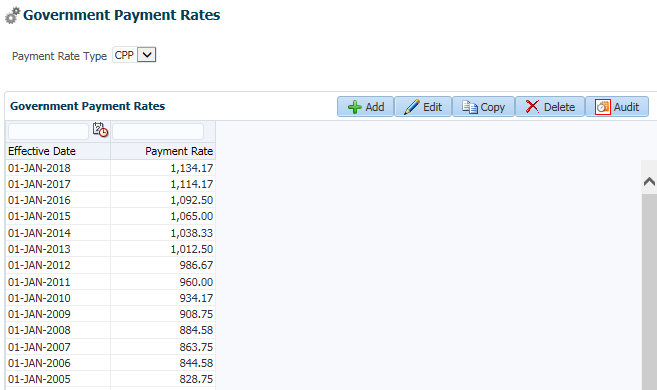 Government Payment Rates
Payment Rate Type CPP
Government Payment Rates Add Edit Copy Delete Audit
Effective Date Payment Rate
01-JAN-2018 1,134.17
01-JAN-2017 1,114.17
01-JAN-2016 1,092.50
01-JAN-2015 1,065.00
01-JAN-2014 1,038.33
01-JAN-2013 1,012.50
01-JAN-2012 986.67
01-JAN-2011 960.00
01-JAN-2010 934.17
01-JAN-2009 908.75
01-JAN-2008 884.58
01-JAN-2007 863.75
01-JAN-2006 844.58
01-JAN-2005 828.75